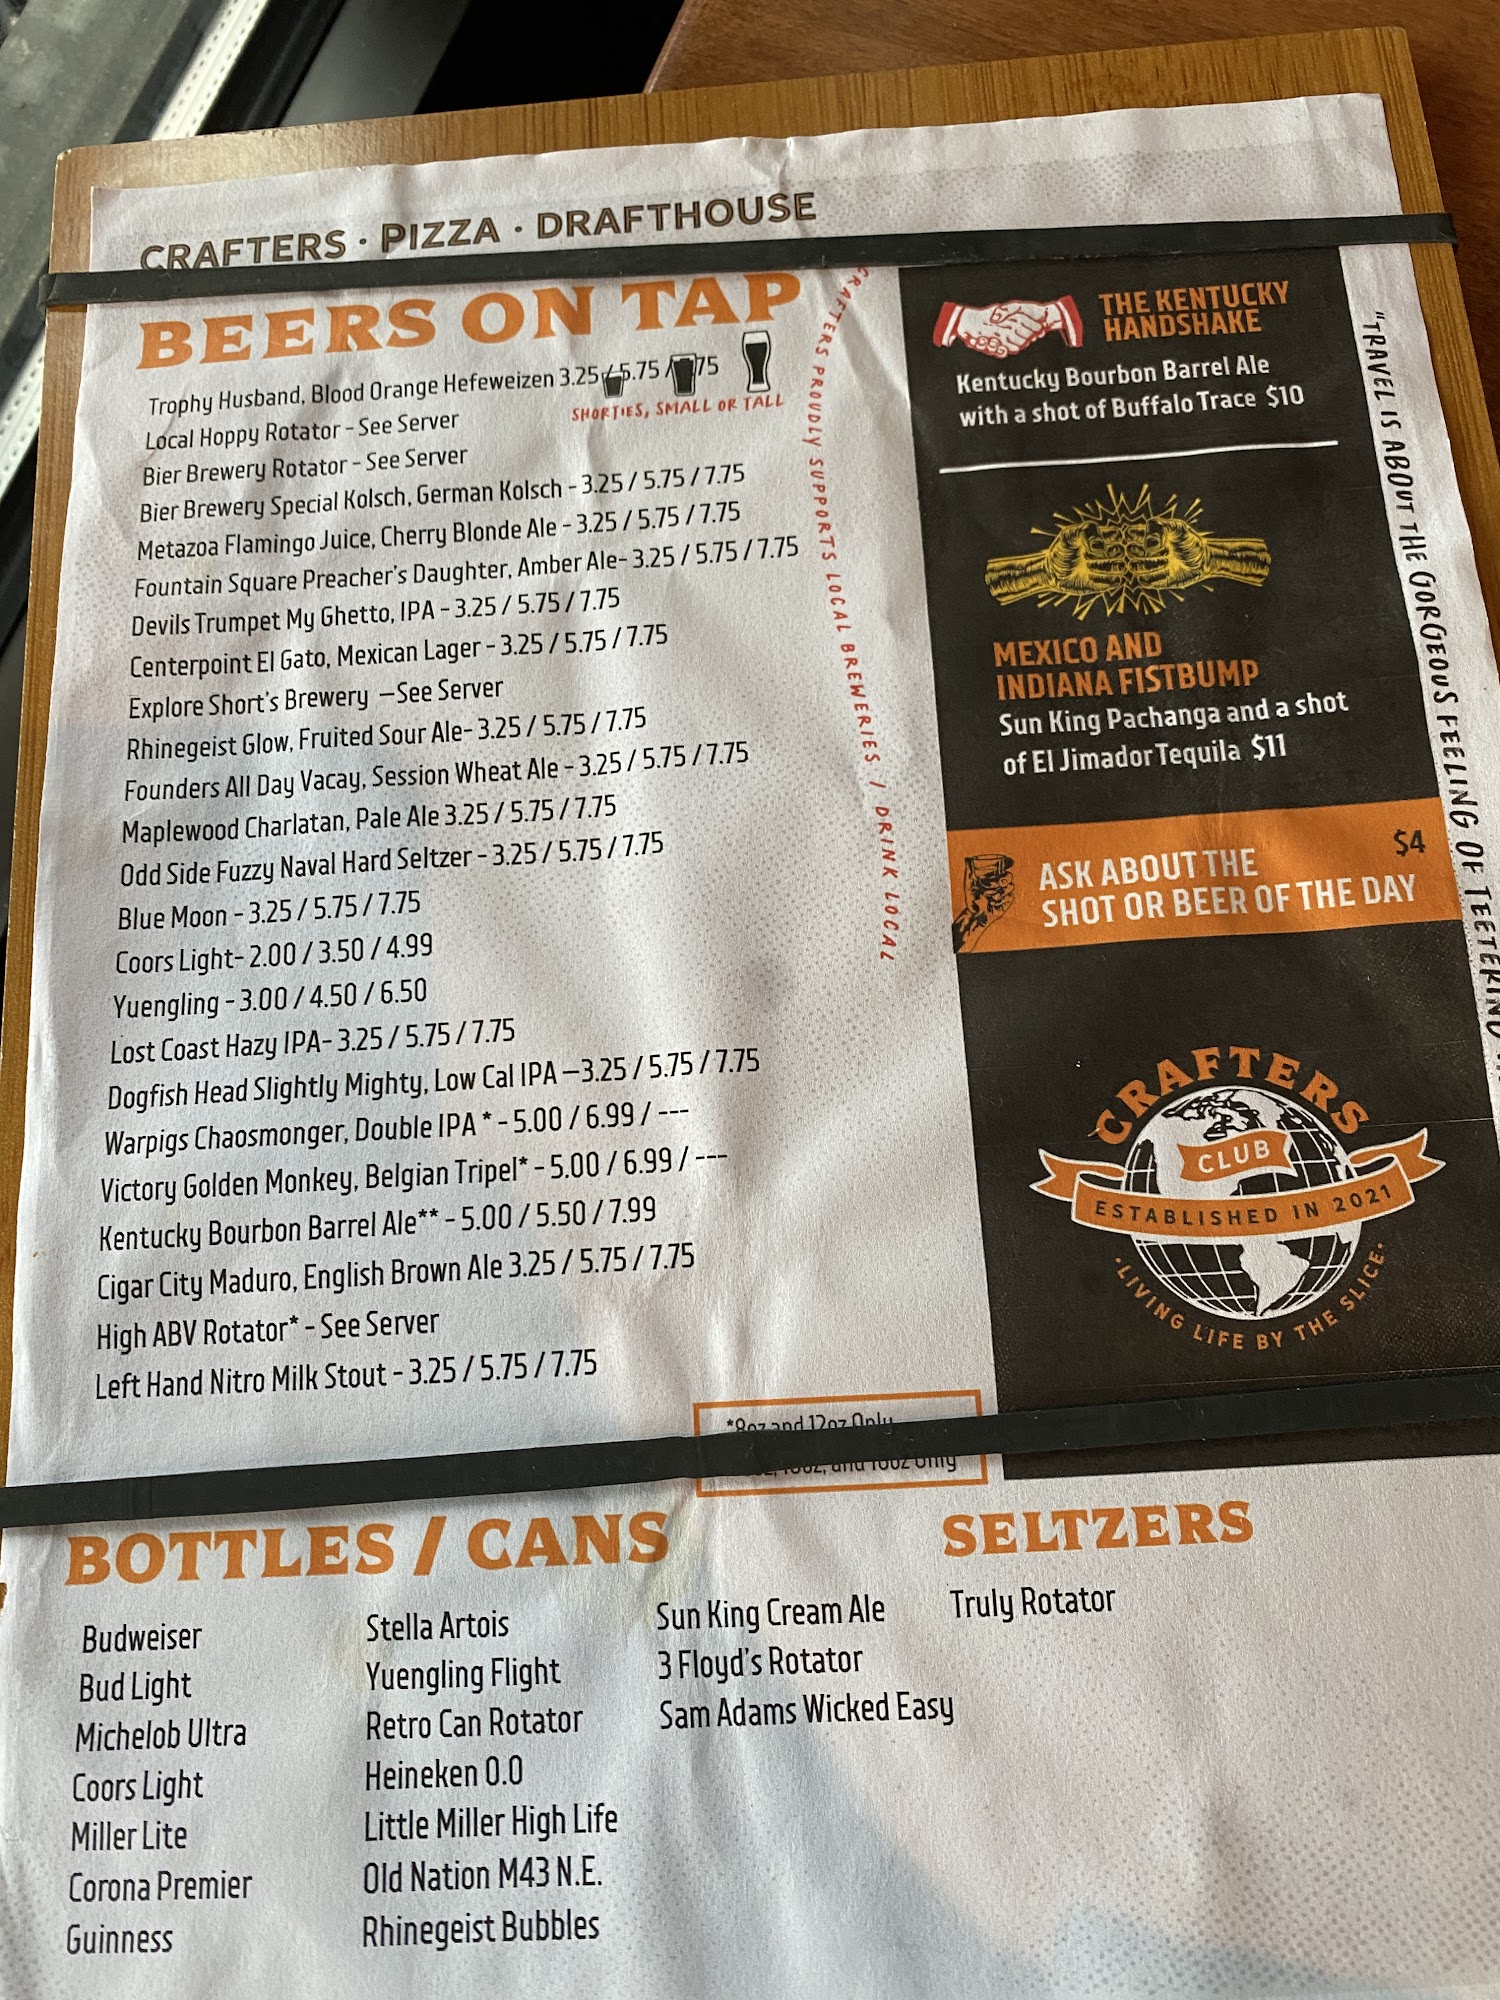 CRAFTERS · PIZZA · DRAFTHOUSE
BEERS ON TAP
Trophy Husband, Blood Orange Hefeweizen 3.25 / 5.75 / 75
SHORTIES, SMALL OR TALL
Local Hoppy Rotator - See Server
Bier Brewery Rotator - See Server
Bier Brewery Special Kolsch, German Kolsch - 3.25 / 5.75 / 7.75
Metazoa Flamingo Juice, Cherry Blonde Ale - 3.25 / 5.75 / 7.75
Fountain Square Preacher's Daughter, Amber Ale- 3.25 / 5.75 / 7.75
Devils Trumpet My Ghetto, IPA - 3.25 / 5.75 / 7.75
Centerpoint El Gato, Mexican Lager - 3.25 / 5.75 / 7.75
Explore Short's Brewery —See Server
Rhinegeist Glow, Fruited Sour Ale- 3.25 / 5.75 / 7.75
Founders All Day Vacay, Session Wheat Ale - 3.25 / 5.75 / 7.75
Maplewood Charlatan, Pale Ale 3.25 / 5.75 / 7.75
Odd Side Fuzzy Naval Hard Seltzer - 3.25 / 5.75 / 7.75
Blue Moon - 3.25 / 5.75 / 7.75
Coors Light- 2.00 / 3.50 / 4.99
Yuengling - 3.00 / 4.50 / 6.50
Lost Coast Hazy IPA- 3.25 / 5.75 / 7.75
Dogfish Head Slightly Mighty, Low Cal IPA —3.25 / 5.75 / 7.75
Warpigs Chaosmonger, Double IPA * - 5.00 / 6.99 / ---
Victory Golden Monkey, Belgian Tripel* - 5.00 / 6.99 / ---
Kentucky Bourbon Barrel Ale** - 5.00 / 5.50 / 7.99
Cigar City Maduro, English Brown Ale 3.25 / 5.75 / 7.75
High ABV Rotator* - See Server
Left Hand Nitro Milk Stout - 3.25 / 5.75 / 7.75
*8oz and 12oz Only
and 16oz Only
CRAFTERS PROUDLY SUPPORTS LOCAL BREWERIES / DRINK LOCAL
THE KENTUCKY
HANDSHAKE
Kentucky Bourbon Barrel Ale
with a shot of Buffalo Trace $10
MEXICO AND
INDIANA FISTBUMP
Sun King Pachanga and a shot
of El Jimador Tequila $11
ASK ABOUT THE $4
SHOT OR BEER OF THE DAY
CRAFTERS
CLUB
ESTABLISHED IN 2021
·LIVING LIFE BY THE SLICE·
"TRAVEL IS ABOUT THE GORGEOUS FEELING OF TEETERING
BOTTLES / CANS
Budweiser
Bud Light
Michelob Ultra
Coors Light
Miller Lite
Corona Premier
Guinness
Stella Artois
Yuengling Flight
Retro Can Rotator
Heineken 0.0
Little Miller High Life
Old Nation M43 N.E.
Rhinegeist Bubbles
Sun King Cream Ale
3 Floyd's Rotator
Sam Adams Wicked Easy
SELTZERS
Truly Rotator